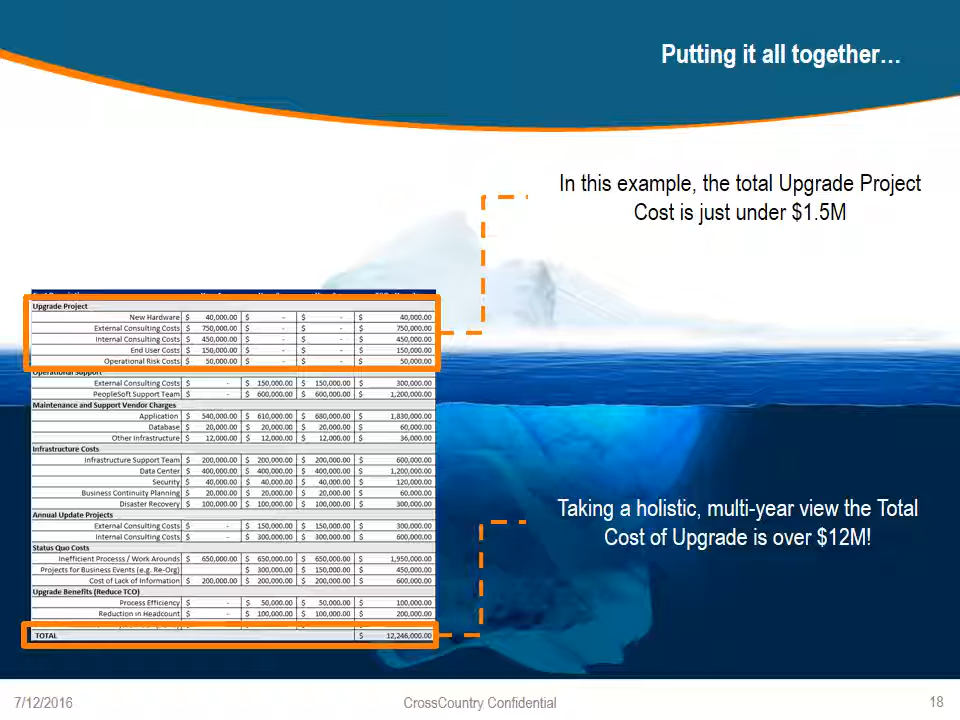 Putting it all together…
In this example, the total Upgrade Project
Cost is just under $1.5M
Upgrade Project
New Hardware $ 40,000.00 $ - $ - $ 40,000.00
External Consulting Costs $ 750,000.00 $ - $ - $ 750,000.00
Internal Consulting Costs $ 450,000.00 $ - $ - $ 450,000.00
End User Costs $ 150,000.00 $ - $ - $ 150,000.00
Operational Risk Costs $ 50,000.00 $ - $ - $ 50,000.00
Operational Support
External Consulting Costs $ - $ 150,000.00 $ 150,000.00 $ 300,000.00
PeopleSoft Support Team $ - $ 600,000.00 $ 600,000.00 $ 1,200,000.00
Maintenance and Support Vendor Charges
Application $ 540,000.00 $ 610,000.00 $ 680,000.00 $ 1,830,000.00
Database $ 20,000.00 $ 20,000.00 $ 20,000.00 $ 60,000.00
Other Infrastructure $ 12,000.00 $ 12,000.00 $ 12,000.00 $ 36,000.00
Infrastructure Costs
Infrastructure Support Team $ 200,000.00 $ 200,000.00 $ 200,000.00 $ 600,000.00
Data Center $ 400,000.00 $ 400,000.00 $ 400,000.00 $ 1,200,000.00
Security $ 40,000.00 $ 40,000.00 $ 40,000.00 $ 120,000.00
Business Continuity Planning $ 20,000.00 $ 20,000.00 $ 20,000.00 $ 60,000.00
Disaster Recovery $ 100,000.00 $ 100,000.00 $ 100,000.00 $ 300,000.00
Annual Update Projects
External Consulting Costs $ - $ 150,000.00 $ 150,000.00 $ 300,000.00
Internal Consulting Costs $ - $ 300,000.00 $ 300,000.00 $ 600,000.00
Status Quo Costs
Inefficient Processs / Work Arounds $ 650,000.00 $ 650,000.00 $ 650,000.00 $ 1,950,000.00
Projects for Business Events (e.g. Re-Org) $ 300,000.00 $ 150,000.00 $ 450,000.00
Cost of Lack of Information $ 200,000.00 $ 200,000.00 $ 200,000.00 $ 600,000.00
Upgrade Benefits (Reduce TCO)
Process Efficiency $ - $ 50,000.00 $ 50,000.00 $ 100,000.00
Reduction in Headcount $ - $ 100,000.00 $ 100,000.00 $ 200,000.00
TOTAL $ 12,246,000.00
Taking a holistic, multi-year view the Total
Cost of Upgrade is over $12M!
7/12/2016
CrossCountry Confidential
18